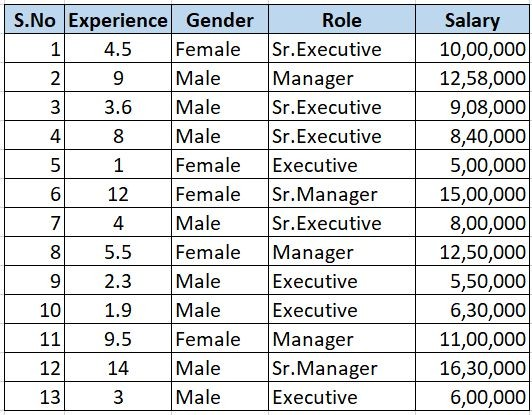 S.No Experience Gender Role Salary
1 4.5 Female Sr.Executive 10,00,000
2 9 Male Manager 12,58,000
3 3.6 Male Sr.Executive 9,08,000
4 8 Male Sr.Executive 8,40,000
5 1 Female Executive 5,00,000
6 12 Female Sr.Manager 15,00,000
7 4 Male Sr.Executive 8,00,000
8 5.5 Female Manager 12,50,000
9 2.3 Male Executive 5,50,000
10 1.9 Male Executive 6,30,000
11 9.5 Female Manager 11,00,000
12 14 Male Sr.Manager 16,30,000
13 3 Male Executive 6,00,000